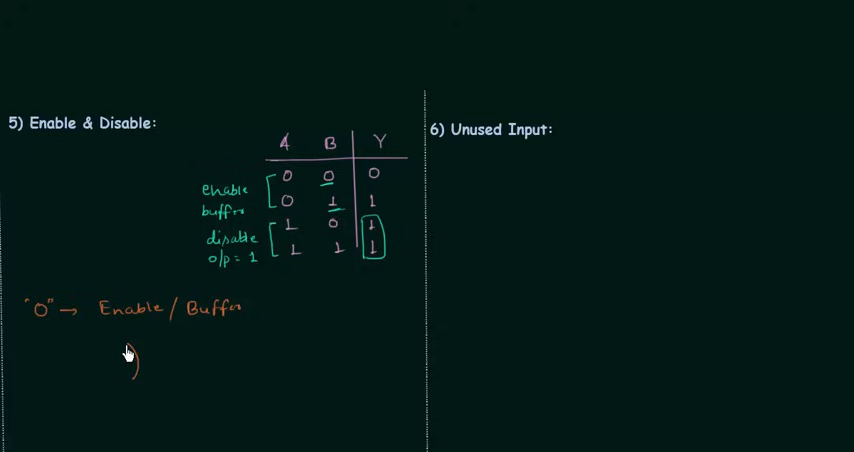 5) Enable & Disable:
A B Y
0 0 0
0 1 1
1 0 1
1 1 1
enable
buffer
disable
o/p = 1
"0" → Enable / Buffer
6) Unused Input: